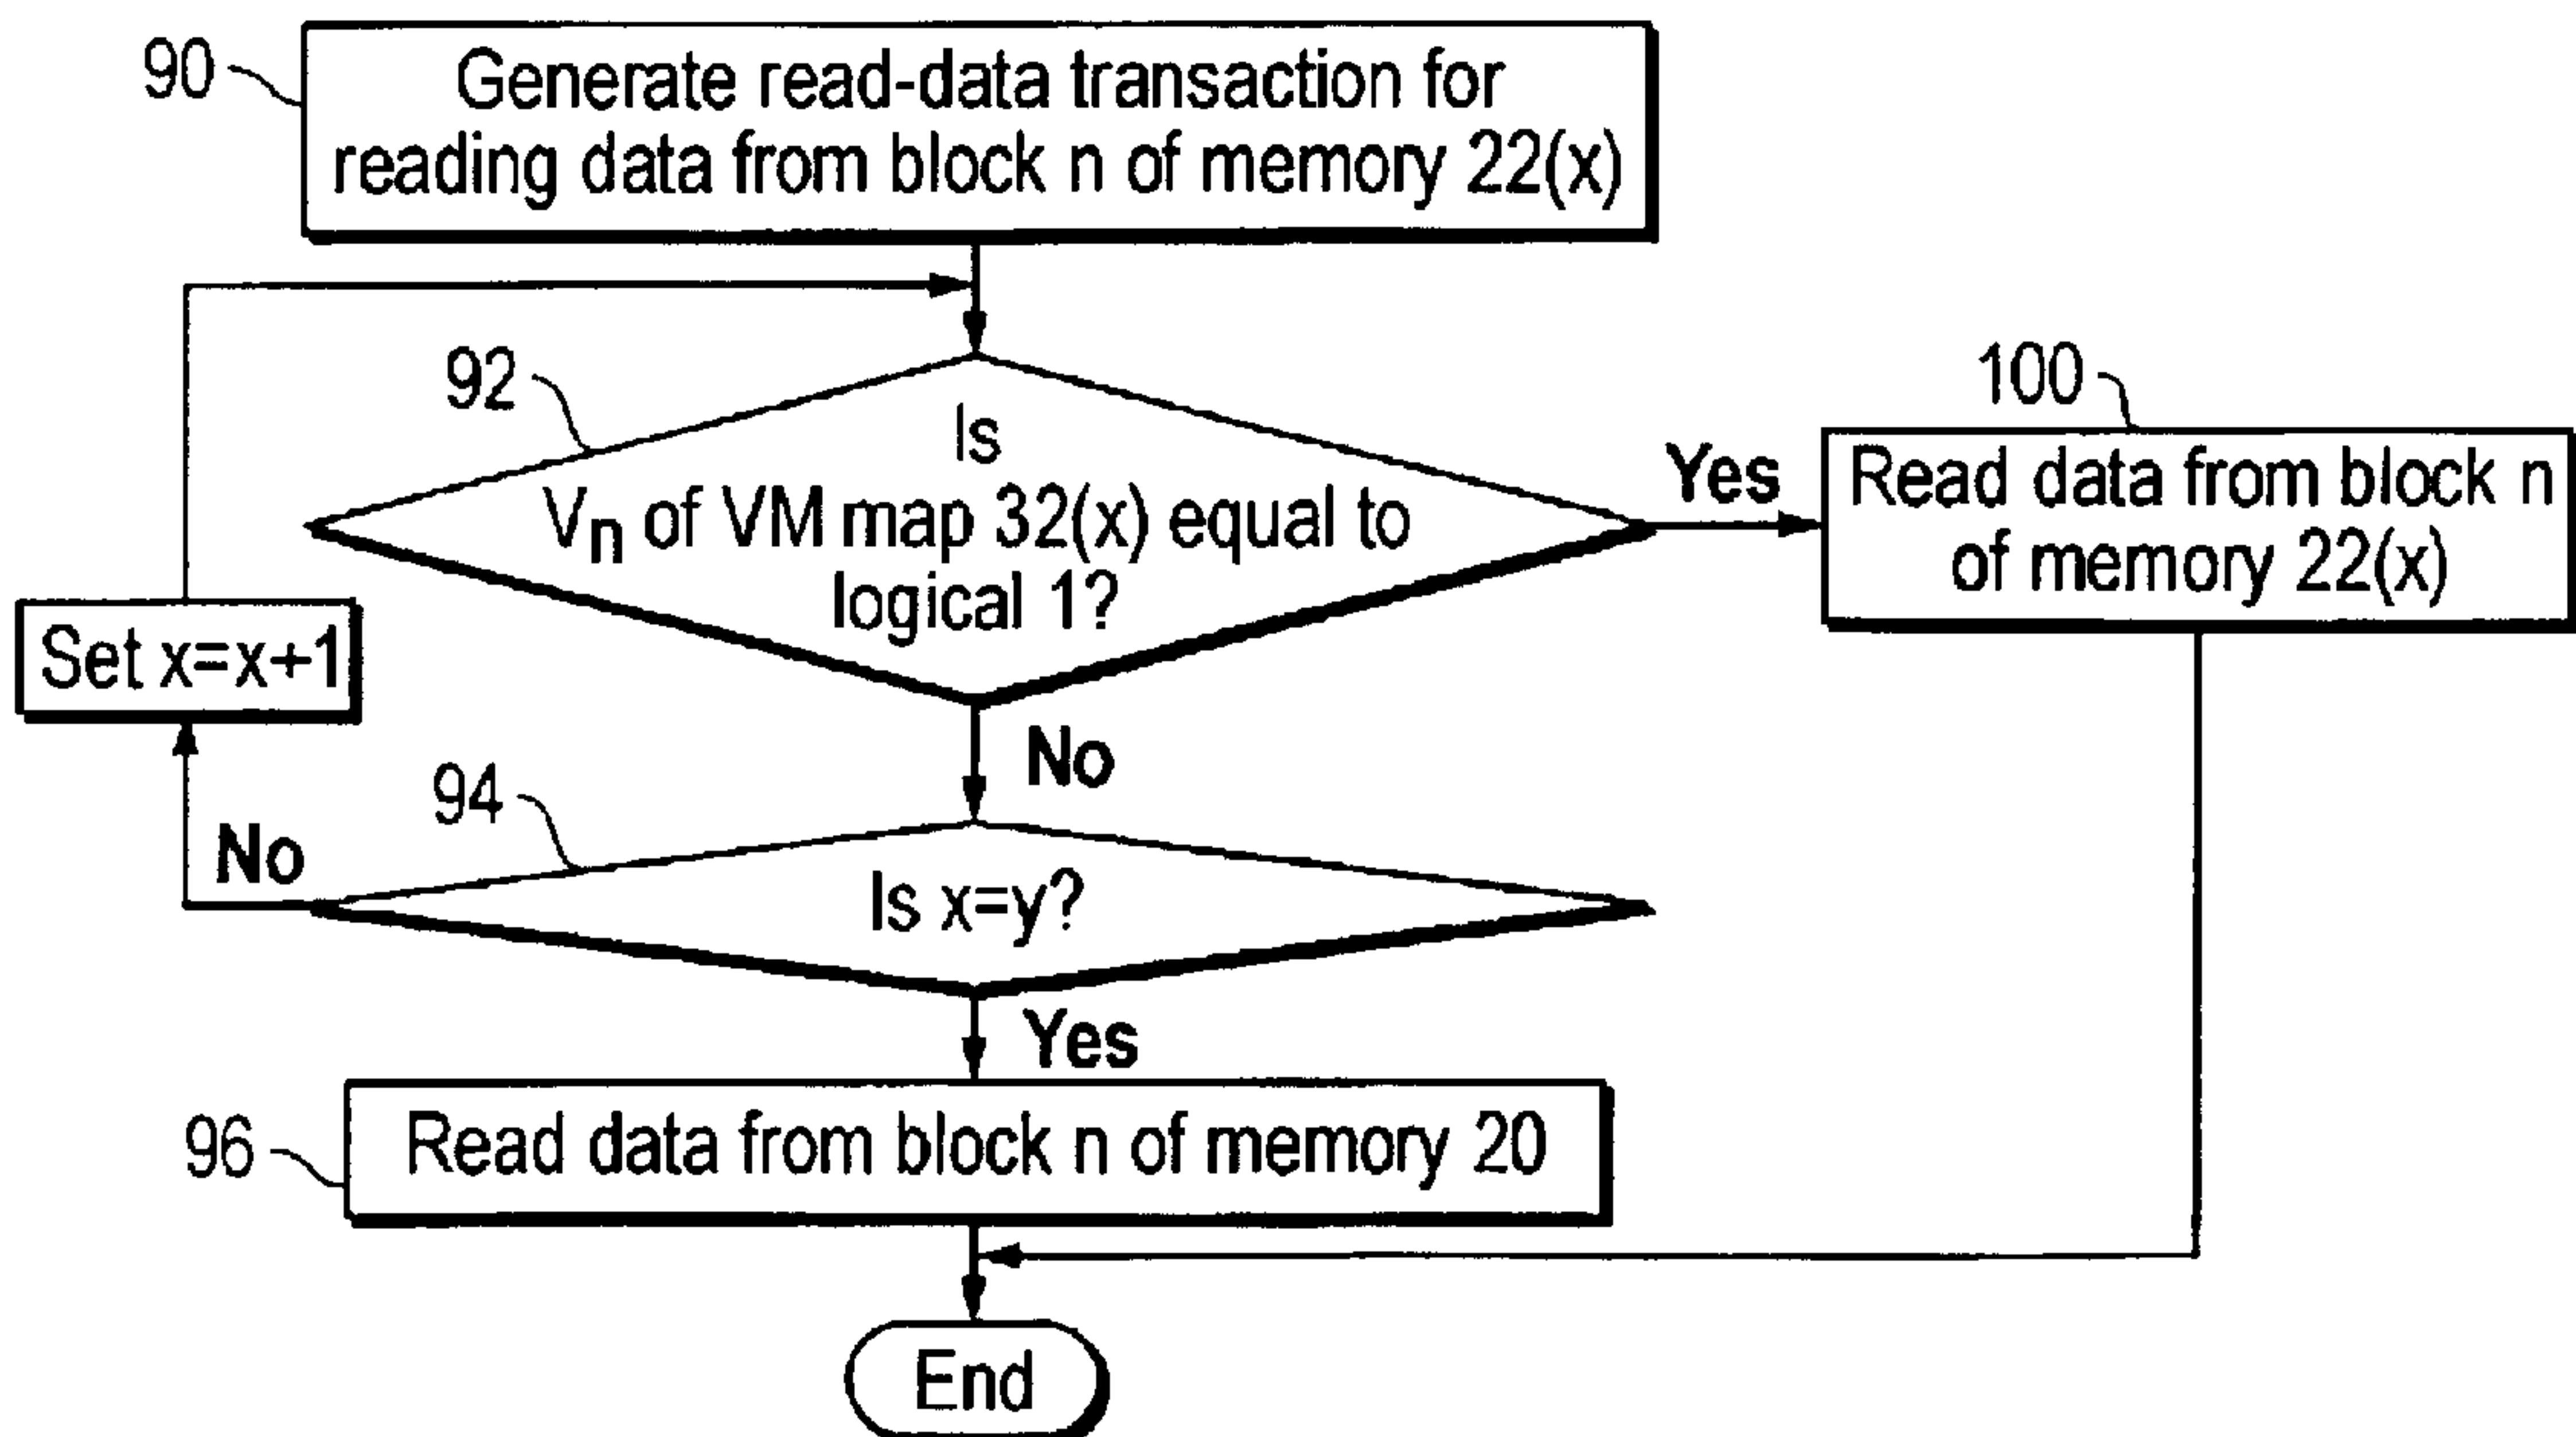 90
Generate read-data transaction for
reading data from block n of memory 22(x)
92
Is
Vn of VM map 32(x) equal to
logical 1?
Yes
100
Read data from block n
of memory 22(x)
Set x=x+1
No
94
No
Is x=y?
Yes
96
Read data from block n of memory 20
End